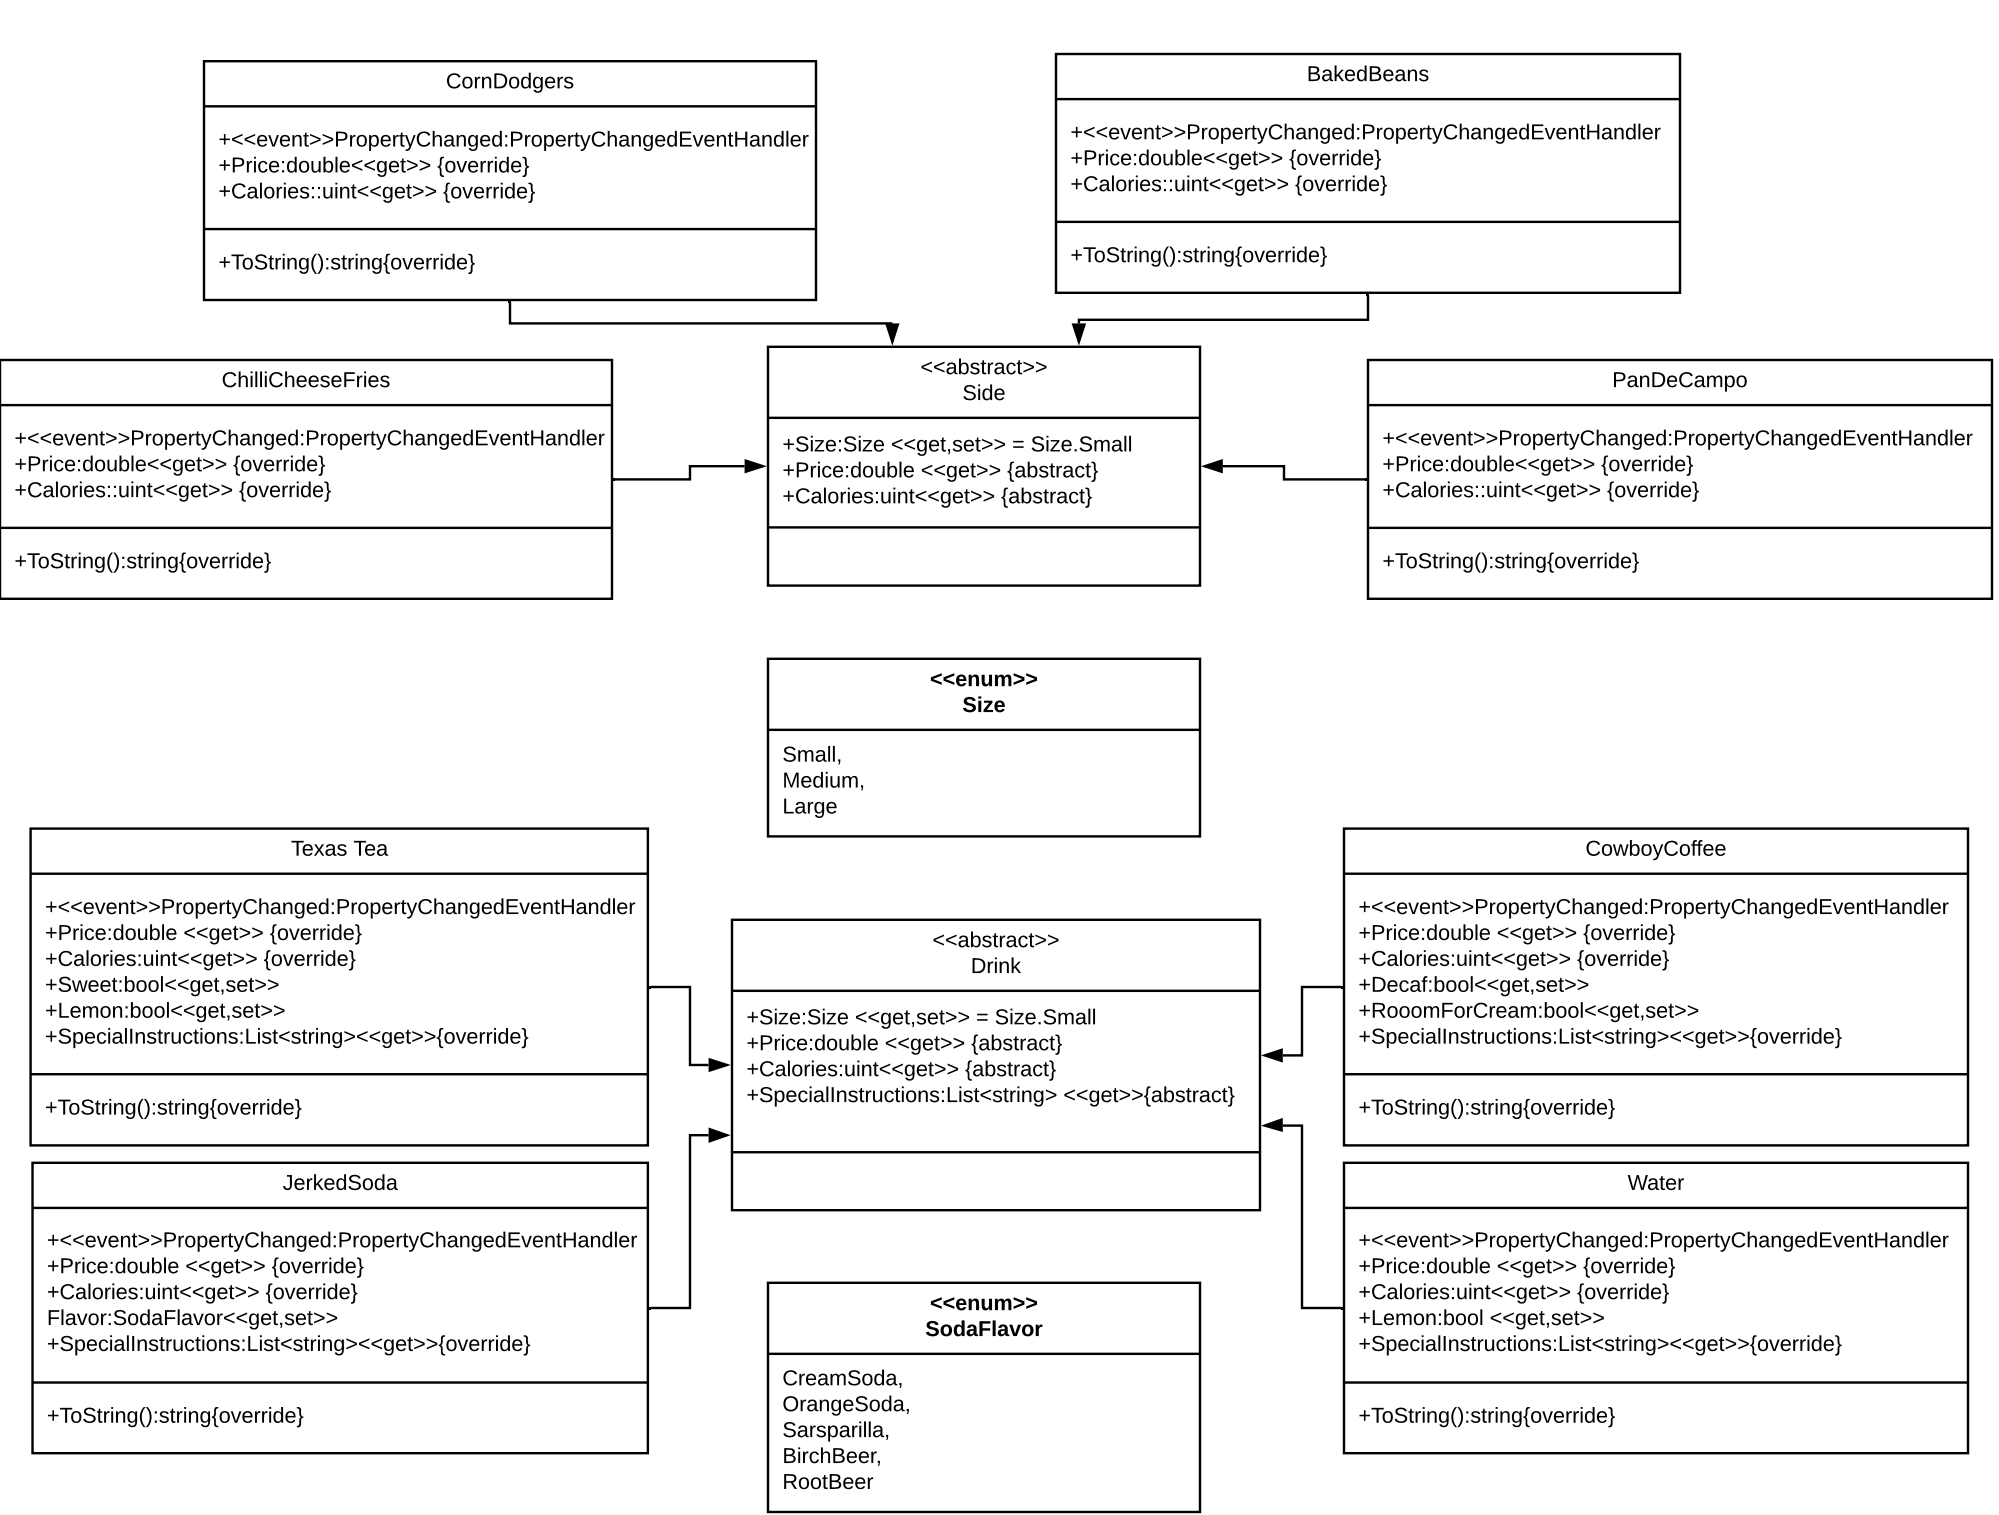 CornDodgers
+<<event>>PropertyChanged:PropertyChangedEventHandler
+Price:double<<get>> {override}
+Calories::uint<<get>> {override}
+ToString():string{override}
BakedBeans
+<<event>>PropertyChanged:PropertyChangedEventHandler
+Price:double<<get>> {override}
+Calories::uint<<get>> {override}
+ToString():string{override}
ChilliCheeseFries
+<<event>>PropertyChanged:PropertyChangedEventHandler
+Price:double<<get>> {override}
+Calories::uint<<get>> {override}
+ToString():string{override}
<<abstract>>
Side
+Size:Size <<get,set>> = Size.Small
+Price:double <<get>> {abstract}
+Calories:uint<<get>> {abstract}
PanDeCampo
+<<event>>PropertyChanged:PropertyChangedEventHandler
+Price:double<<get>> {override}
+Calories::uint<<get>> {override}
+ToString():string{override}
<<enum>>
Size
Small,
Medium,
Large
Texas Tea
+<<event>>PropertyChanged:PropertyChangedEventHandler
+Price:double <<get>> {override}
+Calories:uint<<get>> {override}
+Sweet:bool<<get,set>>
+Lemon:bool<<get,set>>
+SpecialInstructions:List<string><<get>>{override}
+ToString():string{override}
<<abstract>>
Drink
+Size:Size <<get,set>> = Size.Small
+Price:double <<get>> {abstract}
+Calories:uint<<get>> {abstract}
+SpecialInstructions:List<string> <<get>>{abstract}
CowboyCoffee
+<<event>>PropertyChanged:PropertyChangedEventHandler
+Price:double <<get>> {override}
+Calories:uint<<get>> {override}
+Decaf:bool<<get,set>>
+RooomForCream:bool<<get,set>>
+SpecialInstructions:List<string><<get>>{override}
+ToString():string{override}
JerkedSoda
+<<event>>PropertyChanged:PropertyChangedEventHandler
+Price:double <<get>> {override}
+Calories:uint<<get>> {override}
Flavor:SodaFlavor<<get,set>>
+SpecialInstructions:List<string><<get>>{override}
+ToString():string{override}
<<enum>>
SodaFlavor
CreamSoda,
OrangeSoda,
Sarsparilla,
BirchBeer,
RootBeer
Water
+<<event>>PropertyChanged:PropertyChangedEventHandler
+Price:double <<get>> {override}
+Calories:uint<<get>> {override}
+Lemon:bool <<get,set>>
+SpecialInstructions:List<string><<get>>{override}
+ToString():string{override}